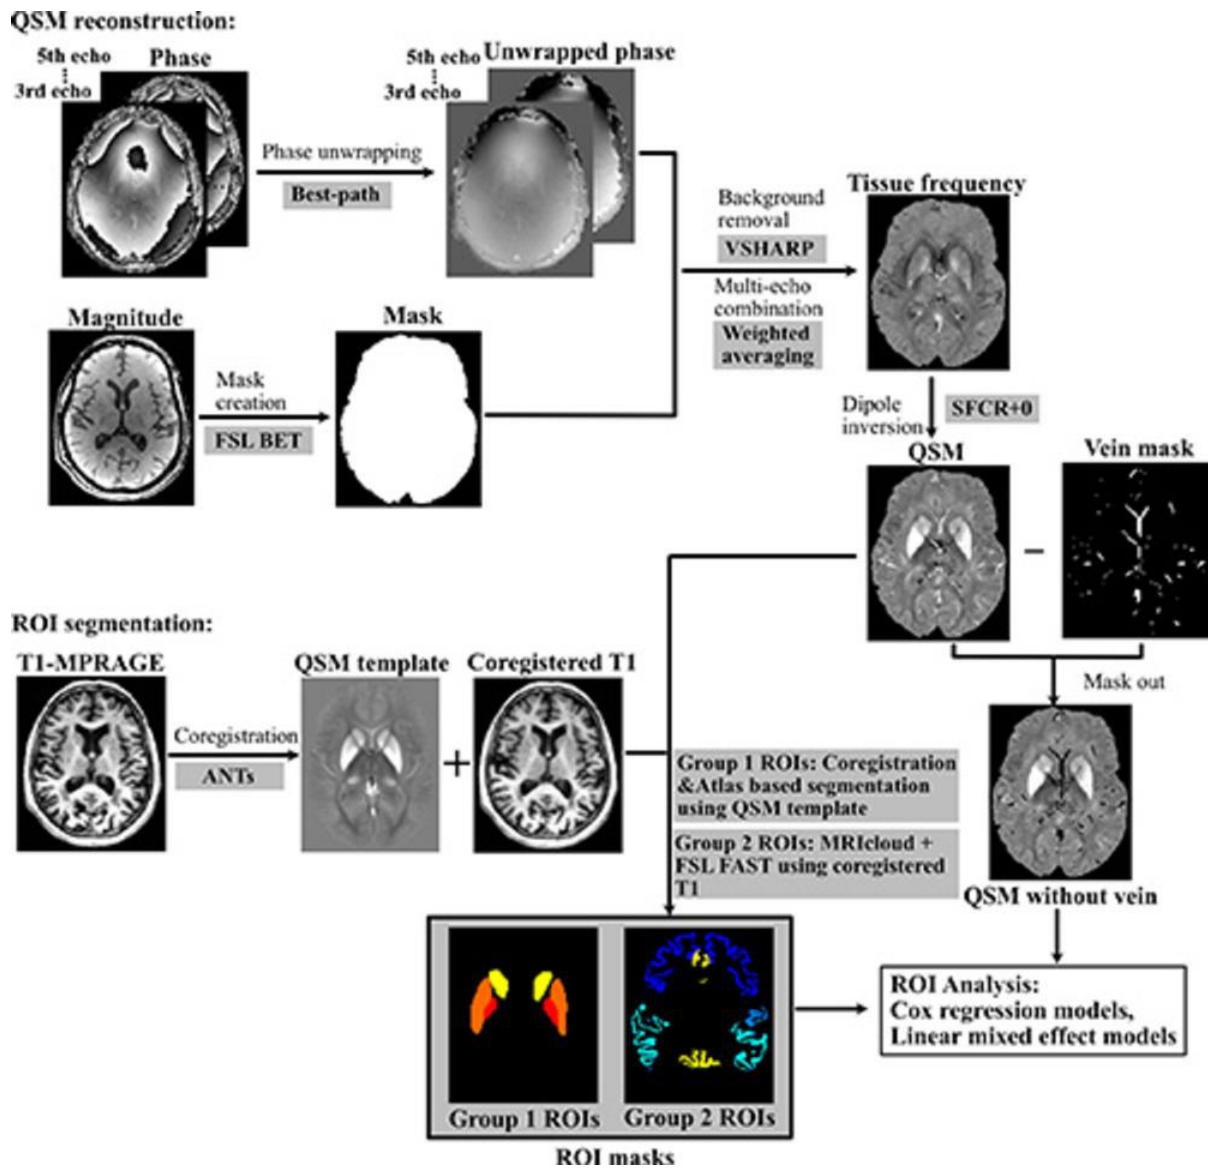 QSM reconstruction:
5th echo
3rd echo
Phase
5th echo
3rd echo
Unwrapped phase
Phase unwrapping
Best-path
Magnitude
Mask creation
FSL BET
Mask
Background
removal
VSHARP
Multi-echo
combination
Weighted
averaging
Tissue frequency
Dipole
inversion
SFCR+0
QSM
Vein mask
Mask out
QSM without vein
ROI segmentation:
T1-MPRAGE
Coregistration
ANTs
QSM template
+
Coregistered T1
Group 1 ROIs: Coregistration
&Atlas based segmentation
using QSM template
Group 2 ROIs: MRIcloud +
FSL FAST using coregistered
T1
Group 1 ROIs
Group 2 ROIs
ROI masks
ROI Analysis:
Cox regression models,
Linear mixed effect models